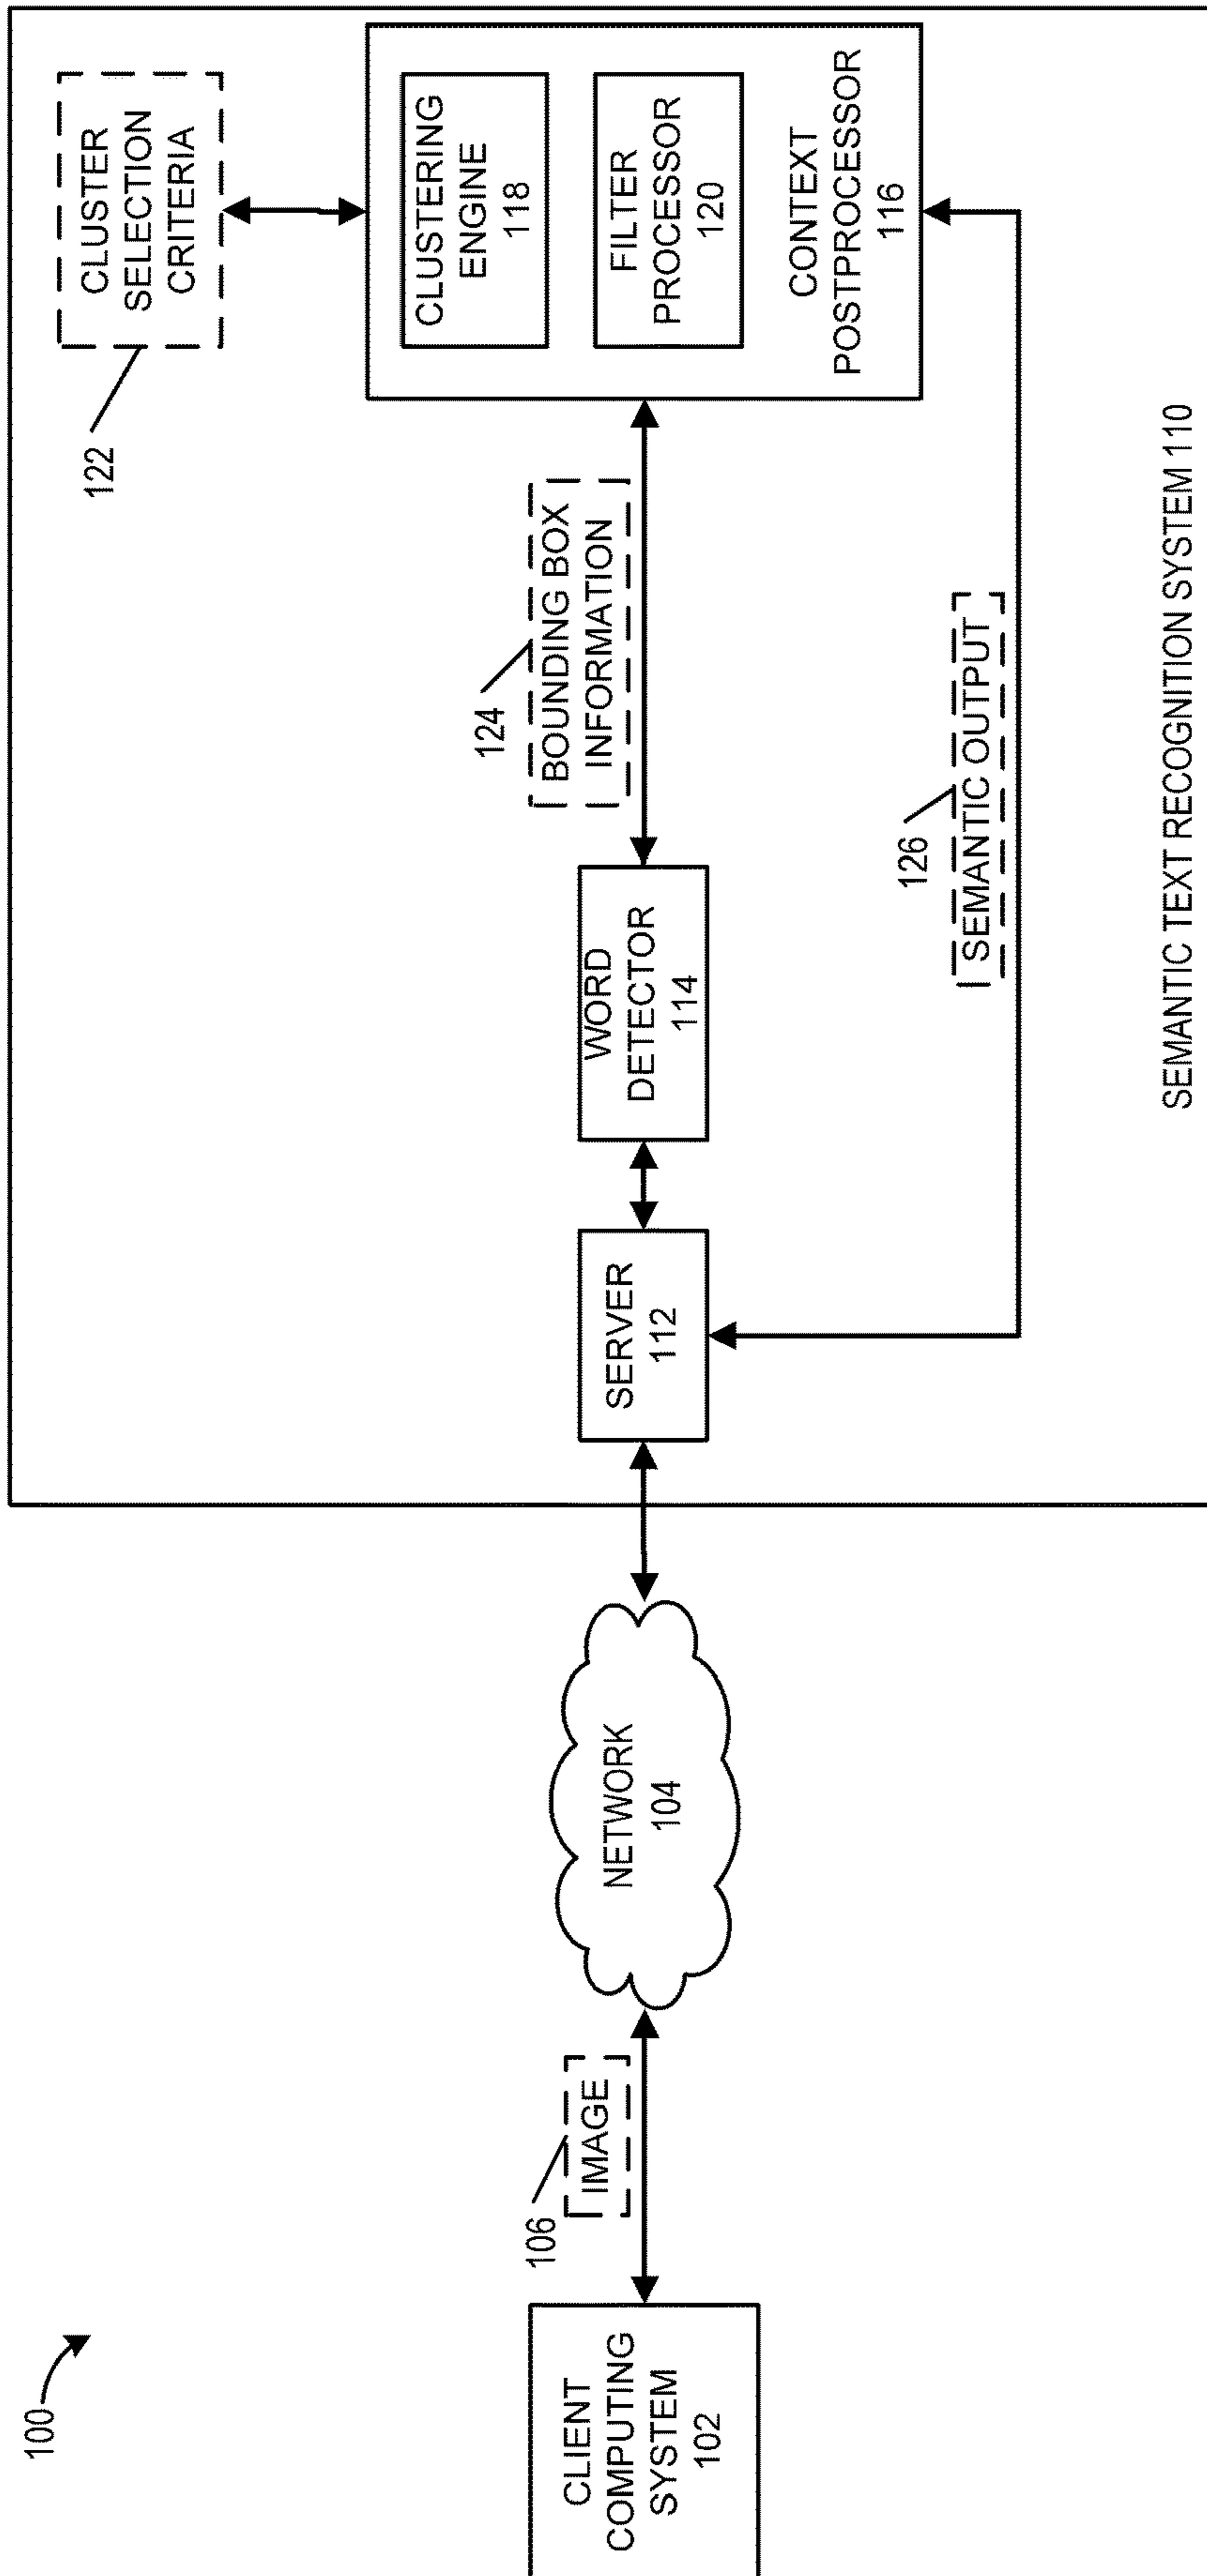 100
CLIENT
COMPUTING
SYSTEM
102
106
IMAGE
NETWORK
104
SERVER
112
WORD
DETECTOR
114
124
BOUNDING BOX
INFORMATION
122
CLUSTER
SELECTION
CRITERIA
CLUSTERING
ENGINE
118
FILTER
PROCESSOR
120
CONTEXT
POSTPROCESSOR
116
126
SEMANTIC OUTPUT
SEMANTIC TEXT RECOGNITION SYSTEM 110